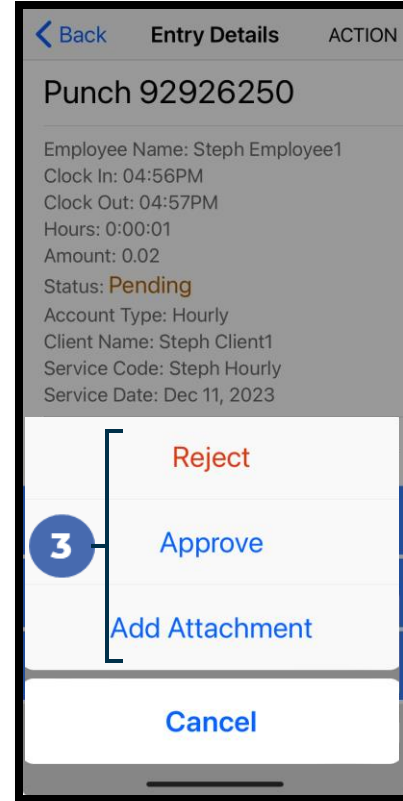 Back Entry Details ACTION
Punch 92926250
Employee Name: Steph Employee1
Clock In: 04:56PM
Clock Out: 04:57PM
Hours: 0:00:01
Amount: 0.02
Status: Pending
Account Type: Hourly
Client Name: Steph Client1
Service Code: Steph Hourly
Service Date: Dec 11, 2023
Reject
3 Approve
Add Attachment
Cancel